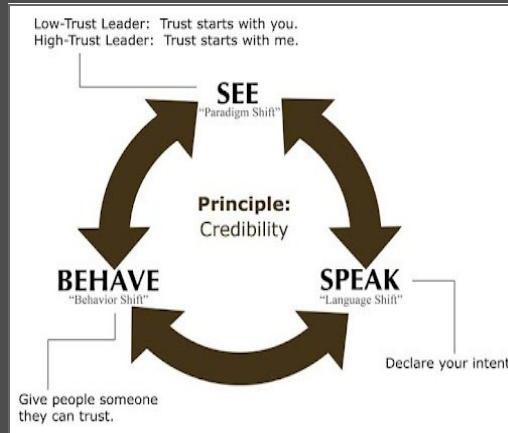 Low-Trust Leader: Trust starts with you.
High-Trust Leader: Trust starts with me.
SEE
"Paradigm Shift"
Principle:
Credibility
BEHAVE
"Behavior Shift"
SPEAK
"Language Shift"
Declare your intent
Give people someone
they can trust.